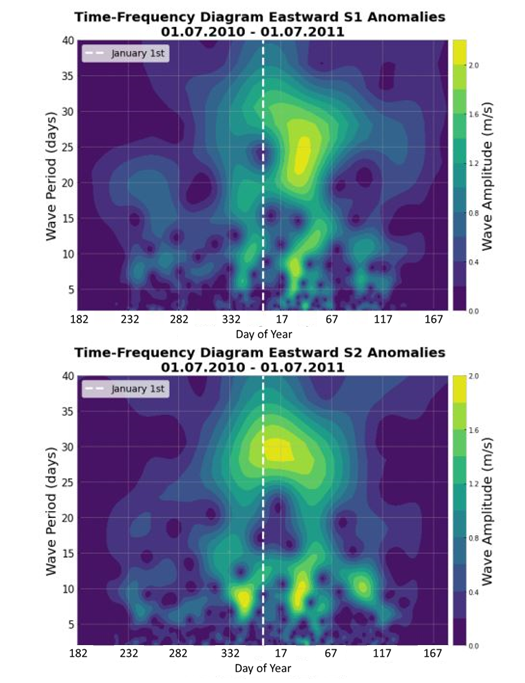 Time-Frequency Diagram Eastward S1 Anomalies
01.07.2010 - 01.07.2011
January 1st
Wave Period (days)
40
35
30
25
20
15
10
5
182 232 282 332 17 67 117 167
Day of Year
2.0
1.6
1.2
0.8
0.4
0.0
Wave Amplitude (m/s)
Time-Frequency Diagram Eastward S2 Anomalies
01.07.2010 - 01.07.2011
January 1st
Wave Period (days)
40
35
30
25
20
15
10
5
182 232 282 332 17 67 117 167
Day of Year
2.0
1.6
1.2
0.8
0.4
0.0
Wave Amplitude (m/s)